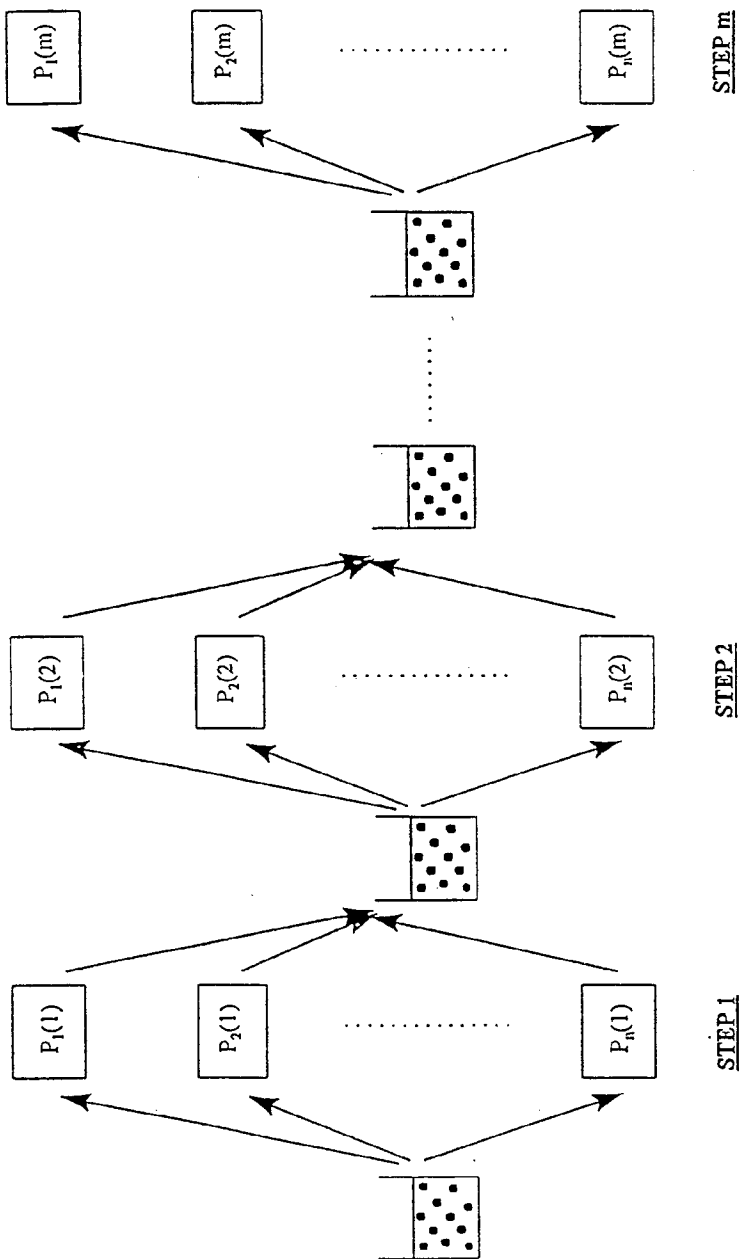 P₁(1)
P₂(1)
Pₙ(1)
STEP 1
P₁(2)
P₂(2)
Pₙ(2)
STEP 2
P₁(m)
P₂(m)
Pₙ(m)
STEP m